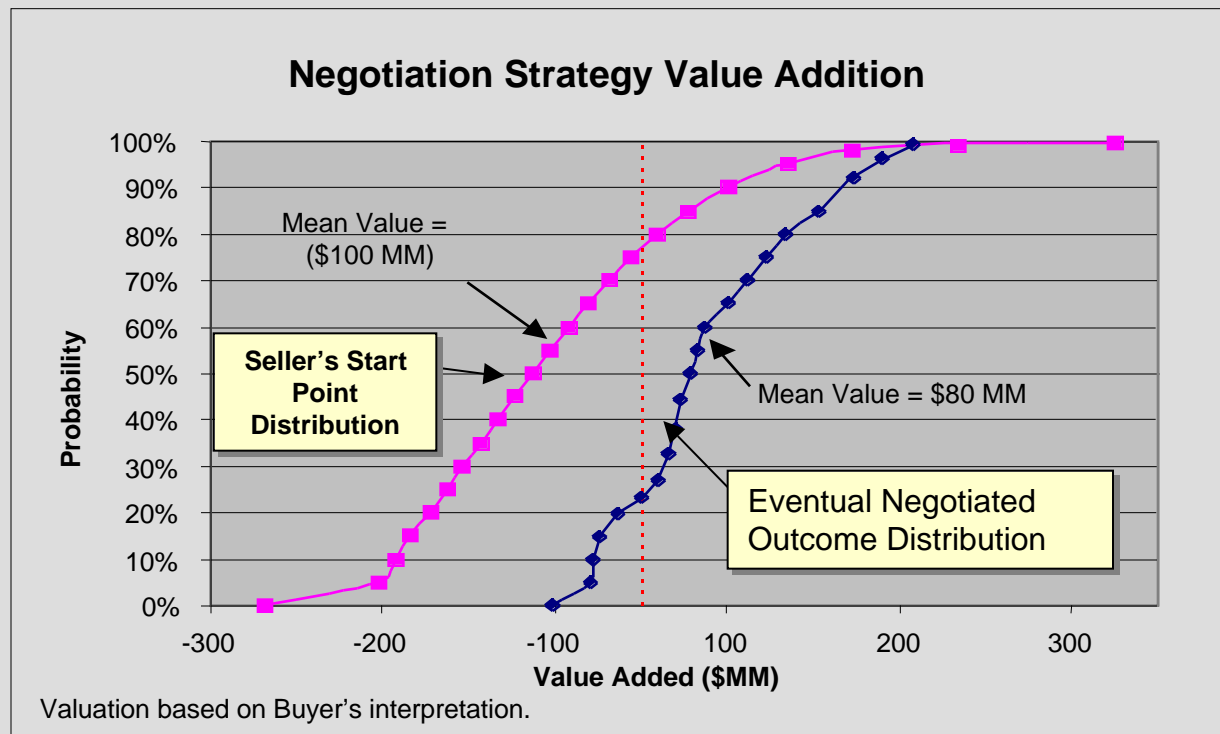 Negotiation Strategy Value Addition
100%
90%
80%
70%
60%
50%
40%
30%
20%
10%
0%
Probability
Mean Value =
($100 MM)
Seller's Start
Point
Distribution
Mean Value = $80 MM
Eventual Negotiated
Outcome Distribution
-300 -200 -100 100 200 300
Value Added ($MM)
Valuation based on Buyer's interpretation.